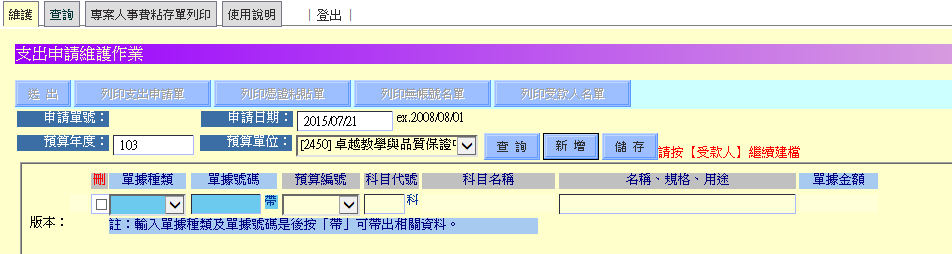 維護 查詢 專案人事費粘存單列印 使用說明 | 登出 |
支出申請維護作業
送 出 列印支出申請單 列印憑證粘貼單 列印無帳號名單 列印受款人名單
申請單號： 申請日期： 2015/07/21 ex.2008/08/01
預算年度： 103 預算單位： [2450] 卓越教學與品質保證中 查 詢 新 增 儲 存 請按【受款人】繼續建檔
刪 單據種類 單據號碼 預算編號 科目代號 科目名稱 名稱、規格、用途 單據金額
帶 科
版本：
註：輸入單據種類及單據號碼是後按「帶」可帶出相關資料。